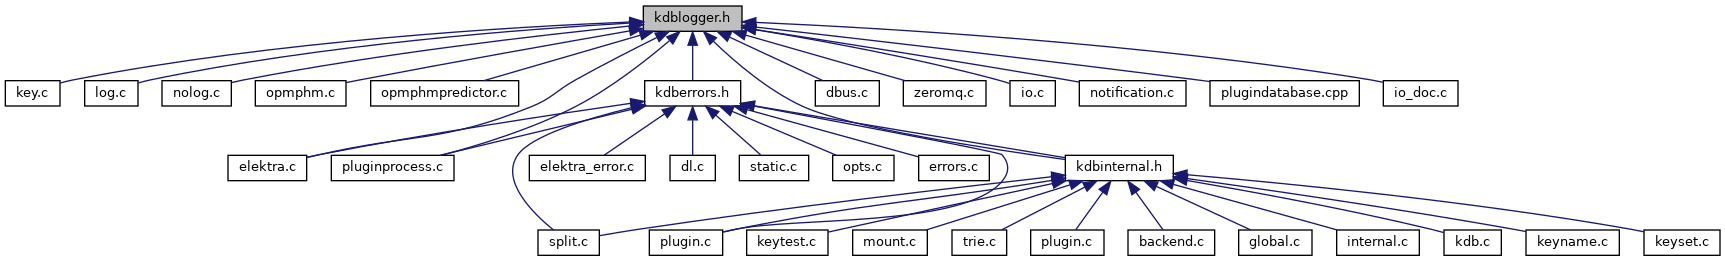 kdblogger.h
key.c
log.c
nolog.c
opmphm.c
opmphmpredictor.c
kdberrors.h
dbus.c
zeromq.c
io.c
notification.c
plugindatabase.cpp
io_doc.c
elektra.c
pluginprocess.c
elektra_error.c
dl.c
static.c
opts.c
errors.c
kdbinternal.h
split.c
plugin.c
keytest.c
mount.c
trie.c
plugin.c
backend.c
global.c
internal.c
kdb.c
keyname.c
keyset.c